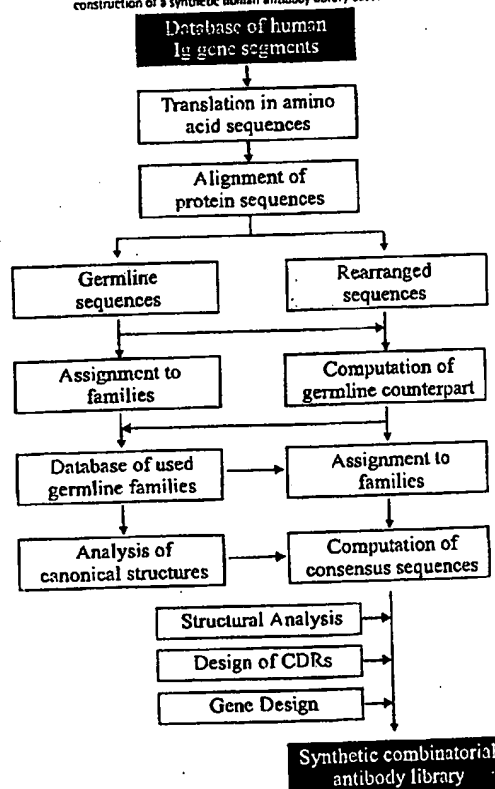 construction of a synthetic human antibody library
Database of human
Ig gene segments
Translation in amino
acid sequences
Alignment of
protein sequences
Germline
sequences
Rearranged
sequences
Assignment to
families
Computation of
germline counterpart
Database of used
germline families
Assignment to
families
Analysis of
canonical structures
Computation of
consensus sequences
Structural Analysis
Design of CDRs
Gene Design
Synthetic combinatorial
antibody library